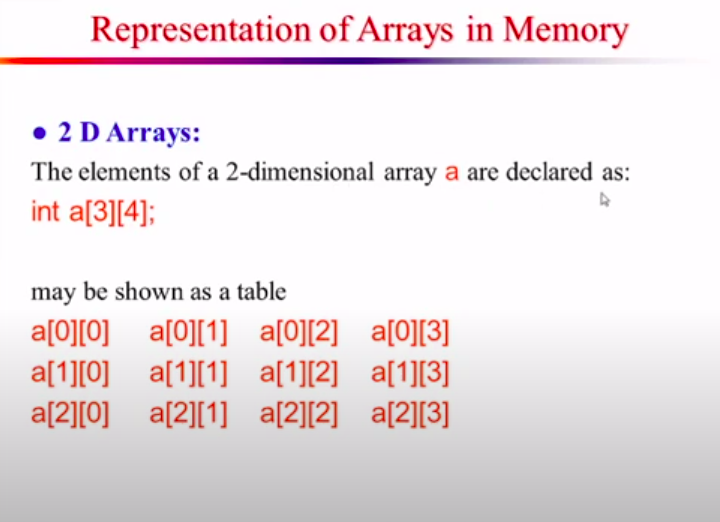 Representation of Arrays in Memory
● 2 D Arrays:
The elements of a 2-dimensional array a are declared as:
int a[3][4];
may be shown as a table
a[0][0] a[0][1] a[0][2] a[0][3]
a[1][0] a[1][1] a[1][2] a[1][3]
a[2][0] a[2][1] a[2][2] a[2][3]